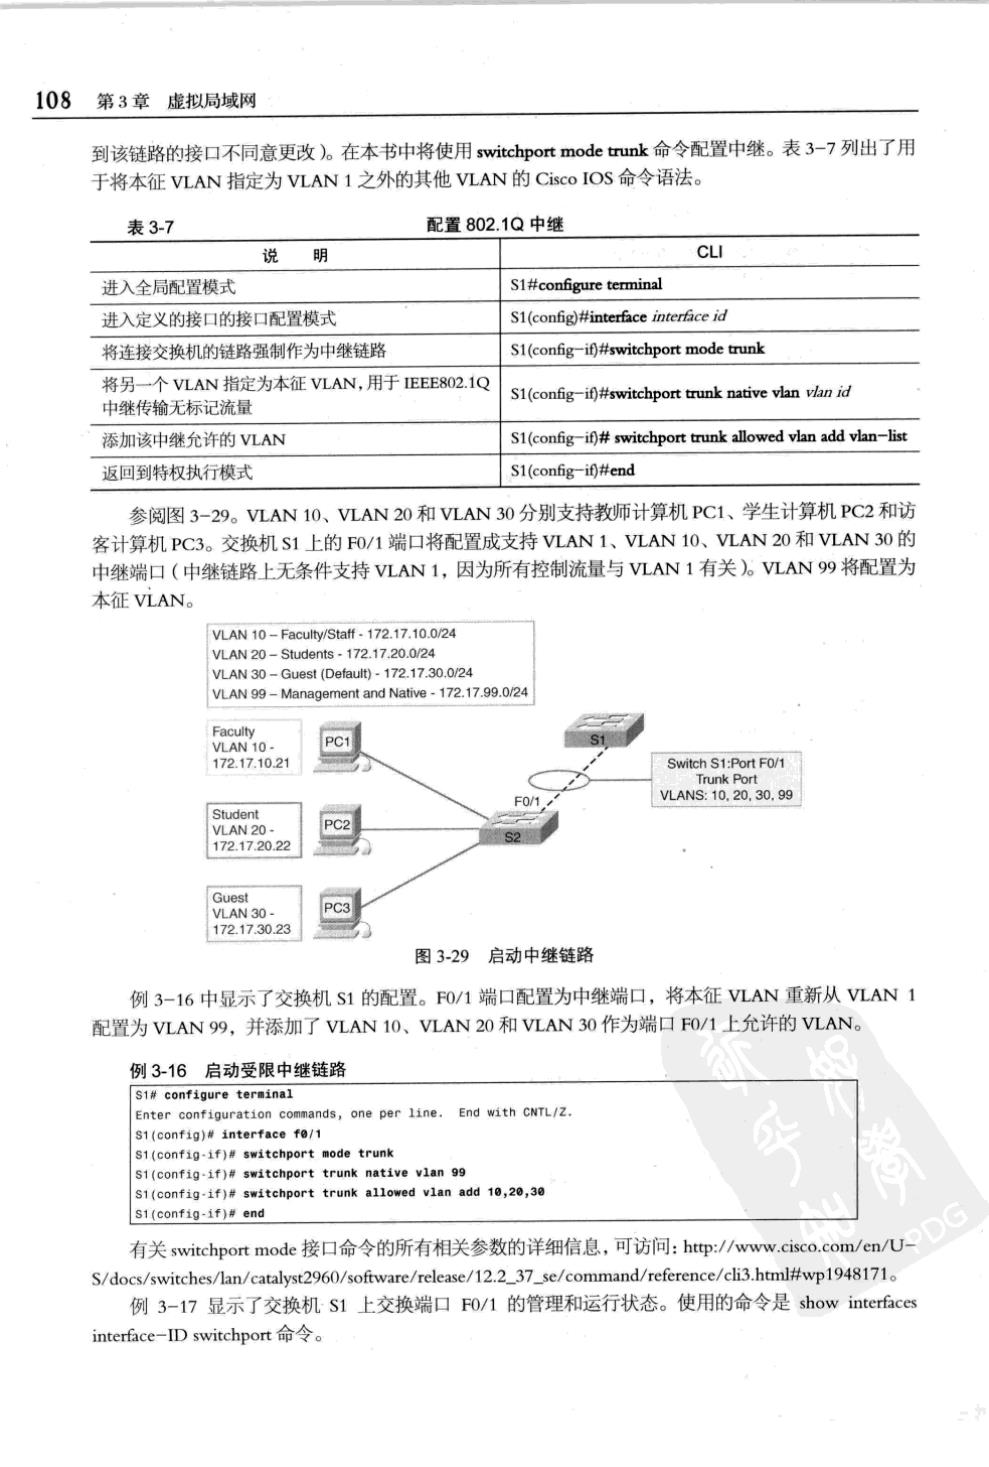 108 第3章 虚拟局域网
到该链路的接口不同意更改)。在本书中将使用 switchport mode trunk 命令配置中继。表 3-7 列出了用
于将本征 VLAN 指定为 VLAN 1 之外的其他 VLAN 的 Cisco IOS 命令语法。
表 3-7 配置 802.1Q 中继
说 明 CLI
进入全局配置模式 S1#configure terminal
进入定义的接口的接口配置模式 S1(config)#interface interface id
将连接交换机的链路强制作为中继链路 S1(config-if)#switchport mode trunk
将另一个 VLAN 指定为本征 VLAN，用于 IEEE802.1Q
中继传输无标记流量 S1(config-if)#switchport trunk native vlan vlan id
添加该中继允许的 VLAN S1(config-if)# switchport trunk allowed vlan add vlan-list
返回到特权执行模式 S1(config-if)#end
参阅图 3-29。VLAN 10、VLAN 20 和 VLAN 30 分别支持教师计算机 PC1、学生计算机 PC2 和访
客计算机 PC3。交换机 S1 上的 F0/1 端口将配置成支持 VLAN 1、VLAN 10、VLAN 20 和 VLAN 30 的
中继端口（中继链路上无条件支持 VLAN 1，因为所有控制流量与 VLAN 1 有关）。VLAN 99 将配置为
本征 VLAN。
VLAN 10 – Faculty/Staff - 172.17.10.0/24
VLAN 20 – Students - 172.17.20.0/24
VLAN 30 – Guest (Default) - 172.17.30.0/24
VLAN 99 – Management and Native - 172.17.99.0/24
Faculty
VLAN 10 -
172.17.10.21
PC1
S1
Switch S1:Port F0/1
Trunk Port
VLANS: 10, 20, 30, 99
Student
VLAN 20 -
172.17.20.22
PC2
F0/1
S2
Guest
VLAN 30 -
172.17.30.23
PC3
图 3-29 启动中继链路
例 3-16 中显示了交换机 S1 的配置。F0/1 端口配置为中继端口，将本征 VLAN 重新从 VLAN 1
配置为 VLAN 99，并添加了 VLAN 10、VLAN 20 和 VLAN 30 作为端口 F0/1 上允许的 VLAN。
例 3-16 启动受限中继链路
S1# configure terminal
Enter configuration commands, one per line. End with CNTL/Z.
S1(config)# interface f0/1
S1(config-if)# switchport mode trunk
S1(config-if)# switchport trunk native vlan 99
S1(config-if)# switchport trunk allowed vlan add 10,20,30
S1(config-if)# end
有关 switchport mode 接口命令的所有相关参数的详细信息，可访问：http://www.cisco.com/en/U-
S/docs/switches/lan/catalyst2960/software/release/12.2_37_se/command/reference/cli3.html#wp1948171。
例 3-17 显示了交换机 S1 上交换端口 F0/1 的管理和运行状态。使用的命令是 show interfaces
interface-ID switchport 命令。
PDG